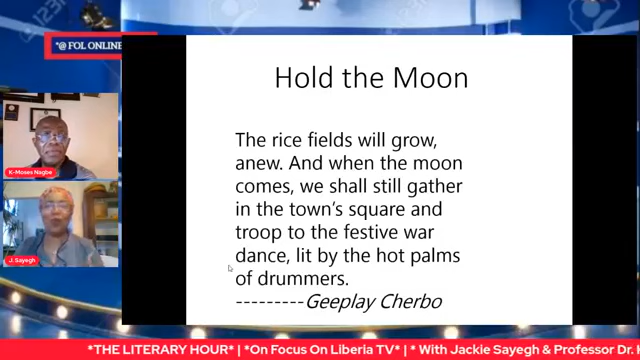 "@ FOL ONLINE
Hold the Moon
The rice fields will grow,
anew. And when the moon
comes, we shall still gather
in the town's square and
troop to the festive war
dance, lit by the hot palms
of drummers.
---------Geeplay Cherbo
K-Moses Nagbe
J. Sayegh
*THE LITERARY HOUR* | *On Focus On Liberia TV* | * With Jackie Sayegh & Professor Dr.